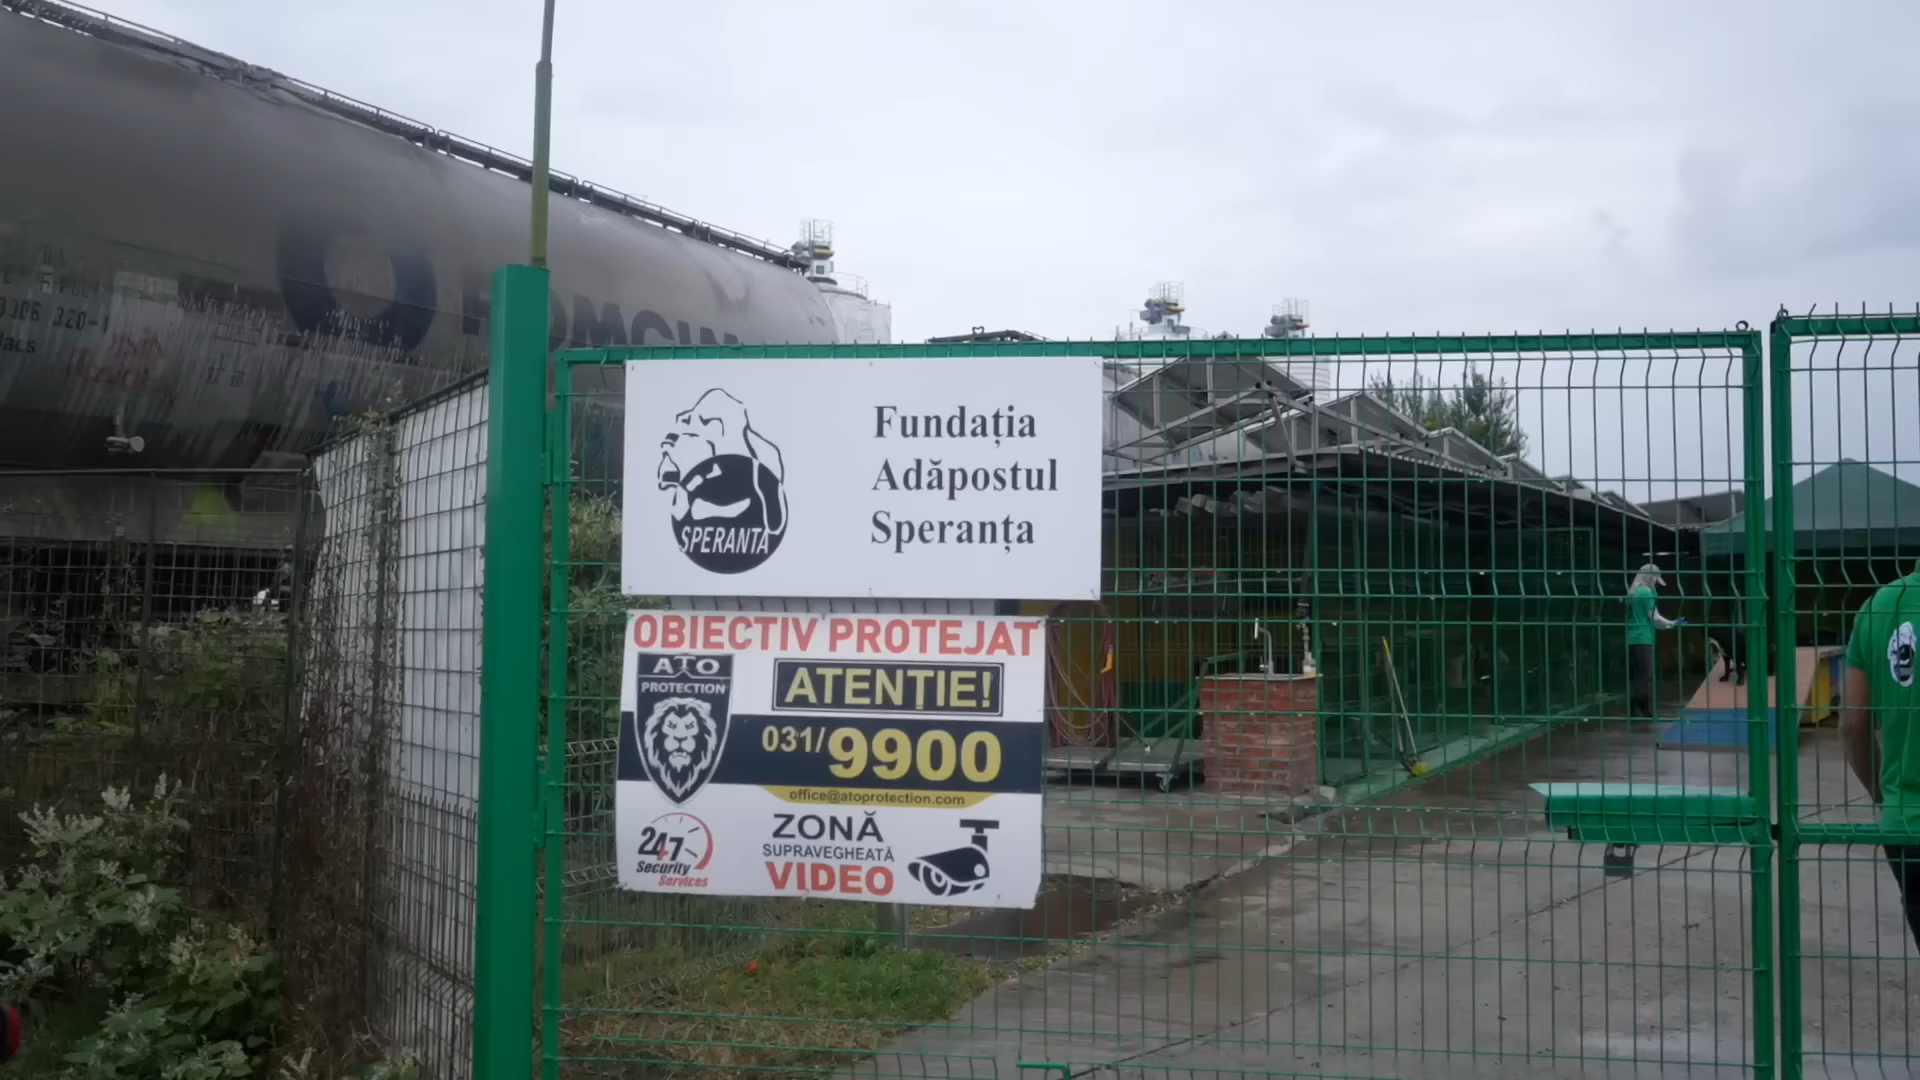 Fundația
Adăpostul
Speranța
SPERANTA
OBIECTIV PROTEJAT
ATO
PROTECTION
ATENȚIE!
031/9900
office@atoprotection.com
24/7
Security
Services
ZONĂ
SUPRAVEGHEATĂ
VIDEO